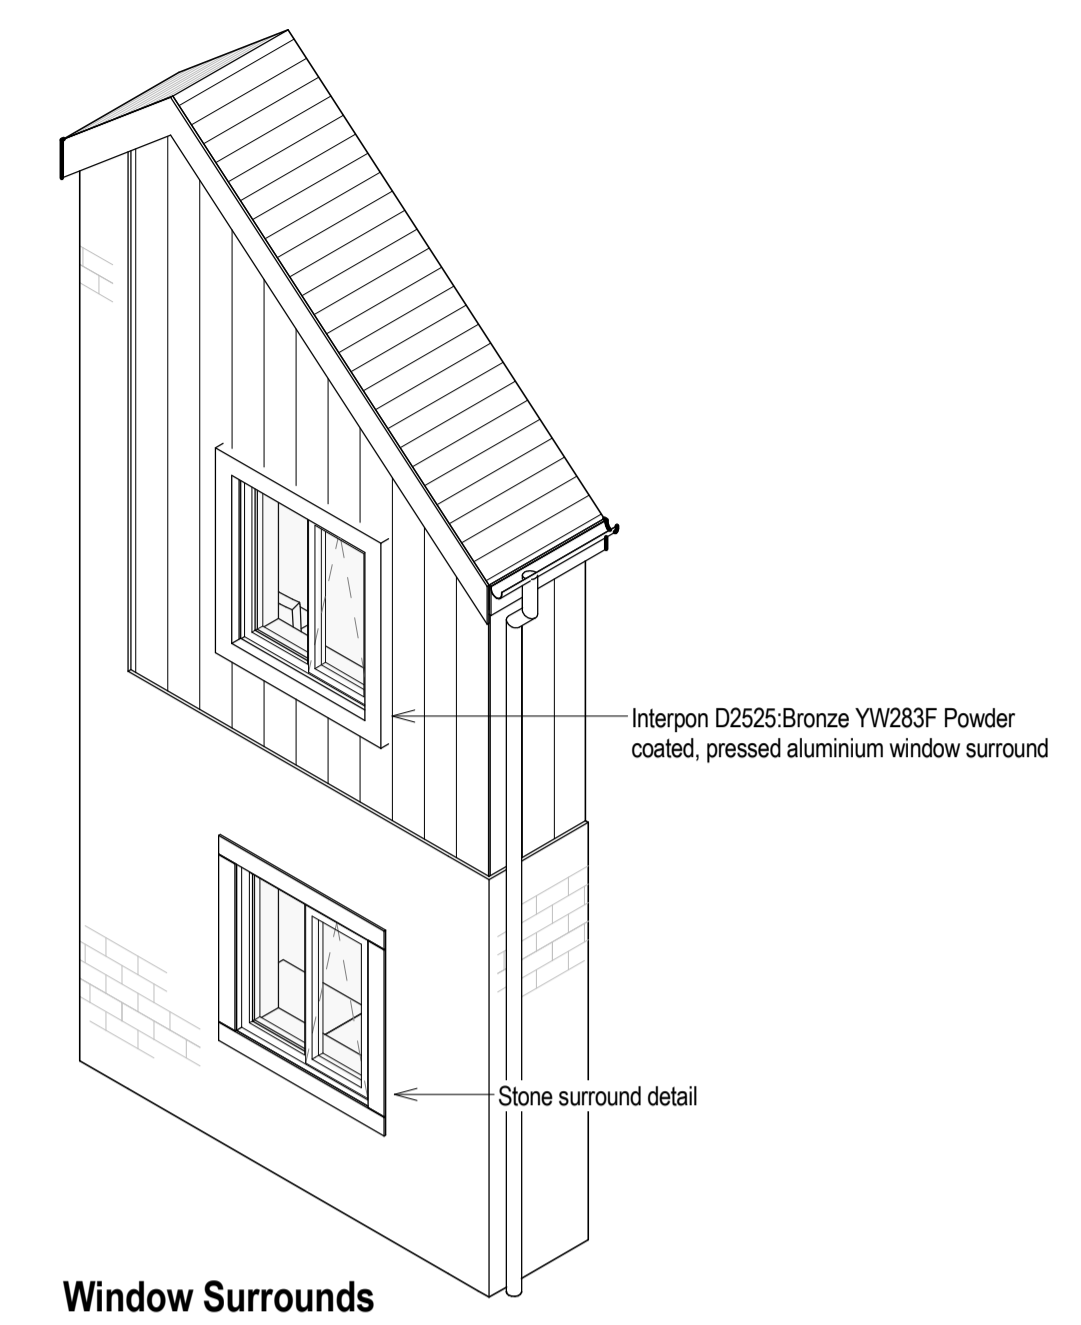 Interpon D2525:Bronze YW283F Powder
coated, pressed aluminium window surround
Stone surround detail
Window Surrounds